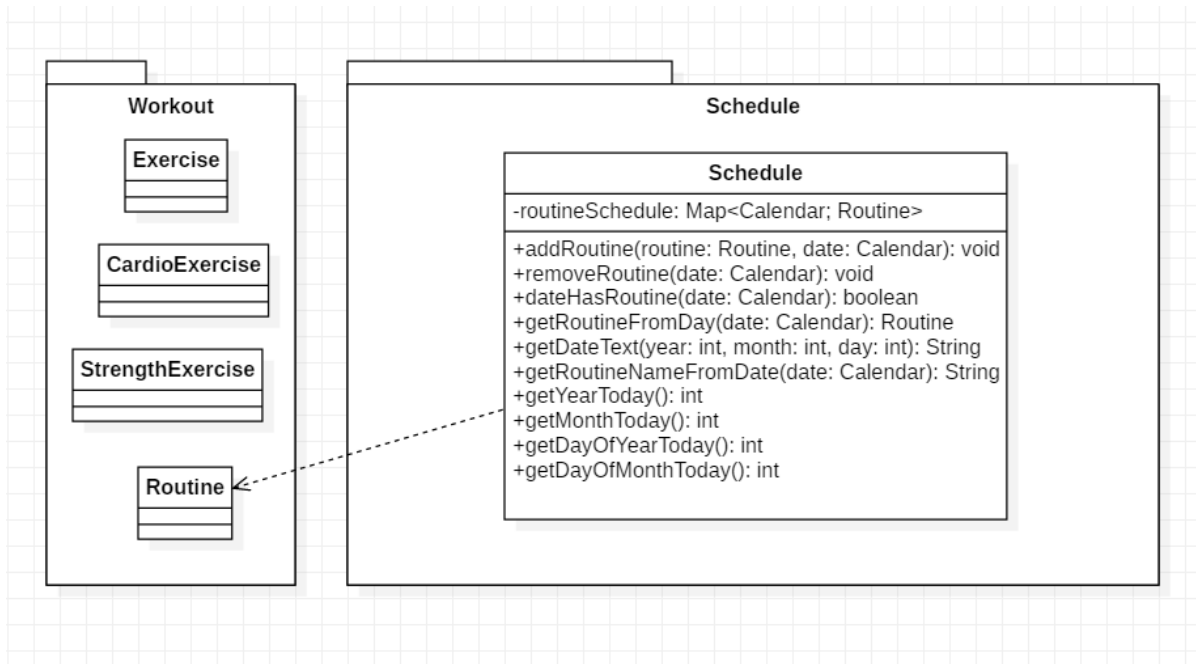 Workout
Exercise
CardioExercise
StrengthExercise
Routine
Schedule
Schedule
-routineSchedule: Map<Calendar; Routine>
+addRoutine(routine: Routine, date: Calendar): void
+removeRoutine(date: Calendar): void
+dateHasRoutine(date: Calendar): boolean
+getRoutineFromDay(date: Calendar): Routine
+getDateText(year: int, month: int, day: int): String
+getRoutineNameFromDate(date: Calendar): String
+getYearToday(): int
+getMonthToday(): int
+getDayOfYearToday(): int
+getDayOfMonthToday(): int